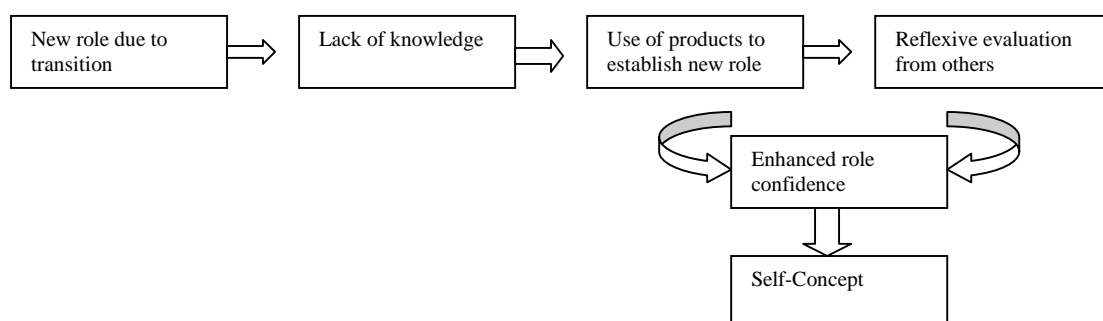 New role due to
transition
Lack of knowledge
Use of products to
establish new role
Reflexive evaluation
from others
Enhanced role
confidence
Self-Concept